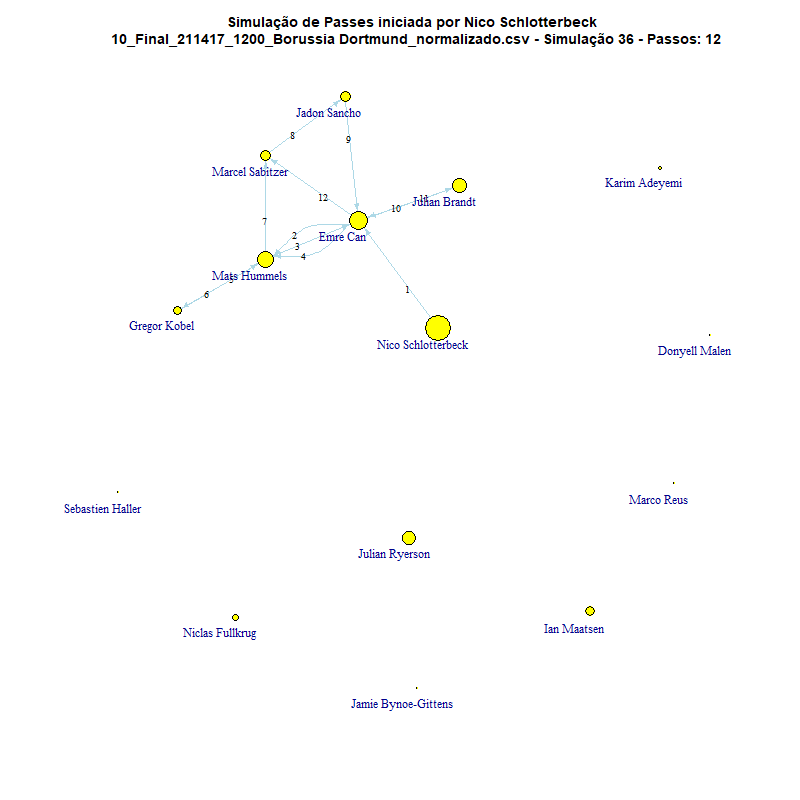 Simulação de Passes iniciada por Nico Schlotterbeck
10_Final_211417_1200_Borussia Dortmund_normalizado.csv - Simulação 36 - Passos: 12
Jadon Sancho
8
9
Marcel Sabitzer
Karim Adeyemi
12
10
11
Julian Brandt
7
2
Emre Can
3
4
Mats Hummels
5
6
1
Gregor Kobel
Nico Schlotterbeck
Donyell Malen
Sebastien Haller
Marco Reus
Julian Ryerson
Niclas Fullkrug
Ian Maatsen
Jamie Bynoe-Gittens